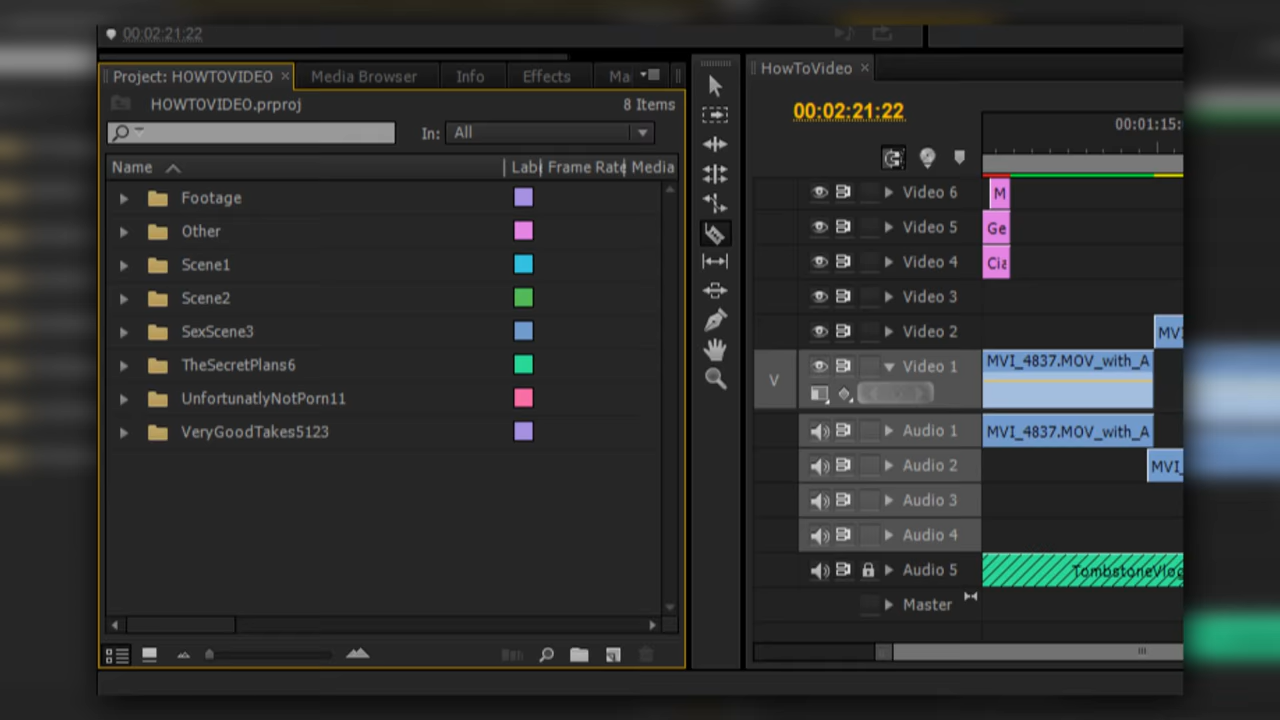 00:02:21:22
Project: HOWTOVIDEO ×
Media Browser
Info
Effects
Ma
HOWTOVIDEO.prproj
8 Items
In: All
Name
Lab
Frame Rate
Media
Footage
Other
Scene1
Scene2
SexScene3
TheSecretPlans6
UnfortunatlyNotPorn11
VeryGoodTakes5123
HowToVideo ×
00:02:21:22
00:01:15:
Video 6
M
Video 5
Ge
Video 4
Cia
Video 3
Video 2
MVI
V
Video 1
MVI_4837.MOV_with_A
Audio 1
MVI_4837.MOV_with_A
Audio 2
MVI_
Audio 3
Audio 4
Audio 5
TombstoneVlog
Master